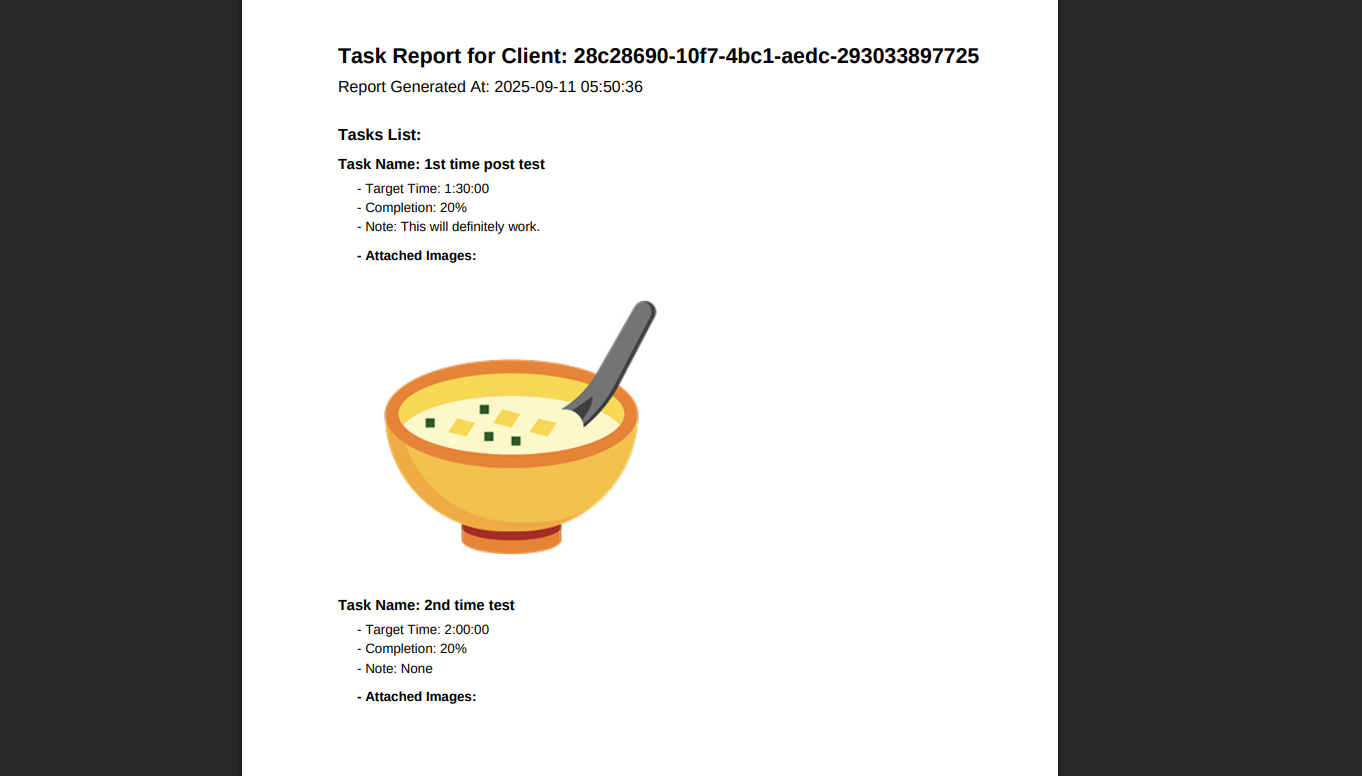 Task Report for Client: 28c28690-10f7-4bc1-aedc-293033897725
Report Generated At: 2025-09-11 05:50:36
Tasks List:
Task Name: 1st time post test
- Target Time: 1:30:00
- Completion: 20%
- Note: This will definitely work.
- Attached Images:
Task Name: 2nd time test
- Target Time: 2:00:00
- Completion: 20%
- Note: None
- Attached Images: